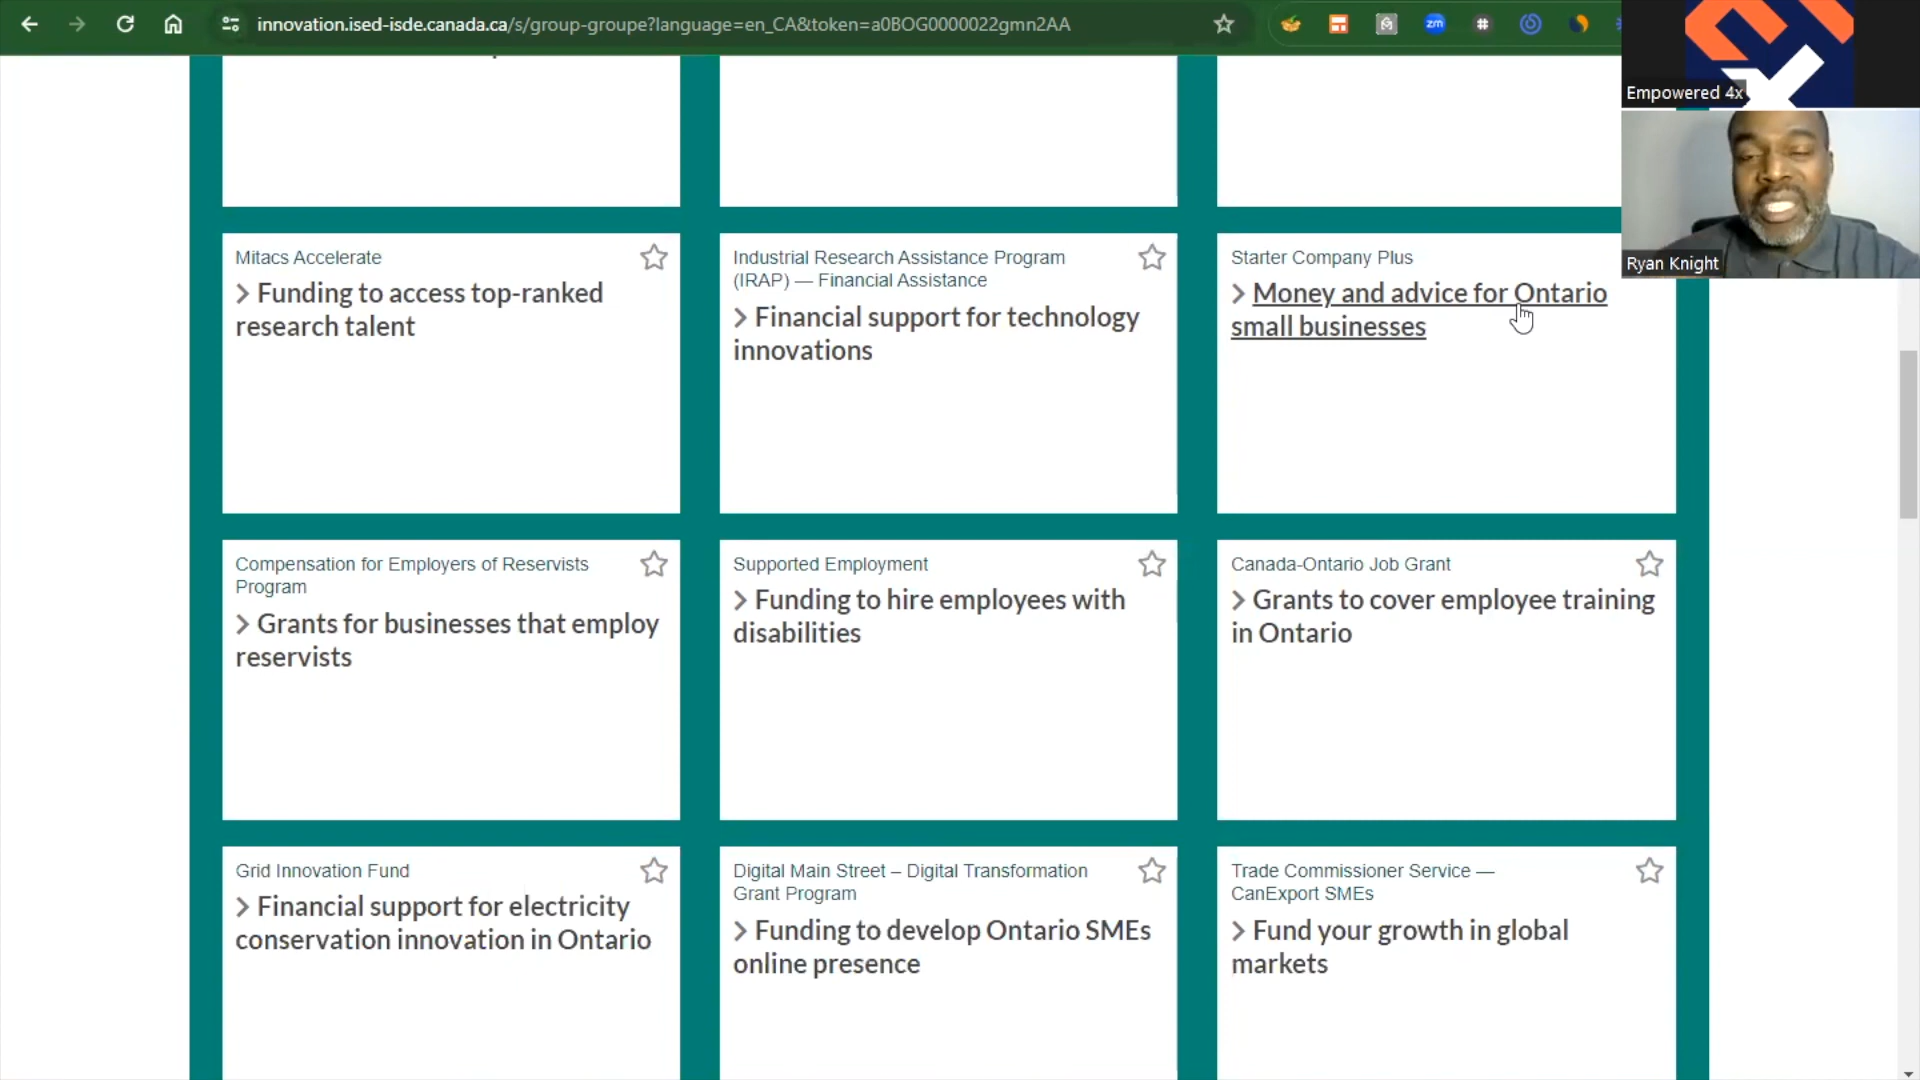 innovation.ised-isde.canada.ca/s/group-groupe?language=en_CA&token=a0BOG0000022gmn2AA
zm
#
Empowered 4x
Ryan Knight
Mitacs Accelerate
Funding to access top-ranked
research talent
Industrial Research Assistance Program
(IRAP) — Financial Assistance
Financial support for technology
innovations
Starter Company Plus
Money and advice for Ontario
small businesses
Compensation for Employers of Reservists
Program
Grants for businesses that employ
reservists
Supported Employment
Funding to hire employees with
disabilities
Canada-Ontario Job Grant
Grants to cover employee training
in Ontario
Grid Innovation Fund
Financial support for electricity
conservation innovation in Ontario
Digital Main Street – Digital Transformation
Grant Program
Funding to develop Ontario SMEs
online presence
Trade Commissioner Service —
CanExport SMEs
Fund your growth in global
markets